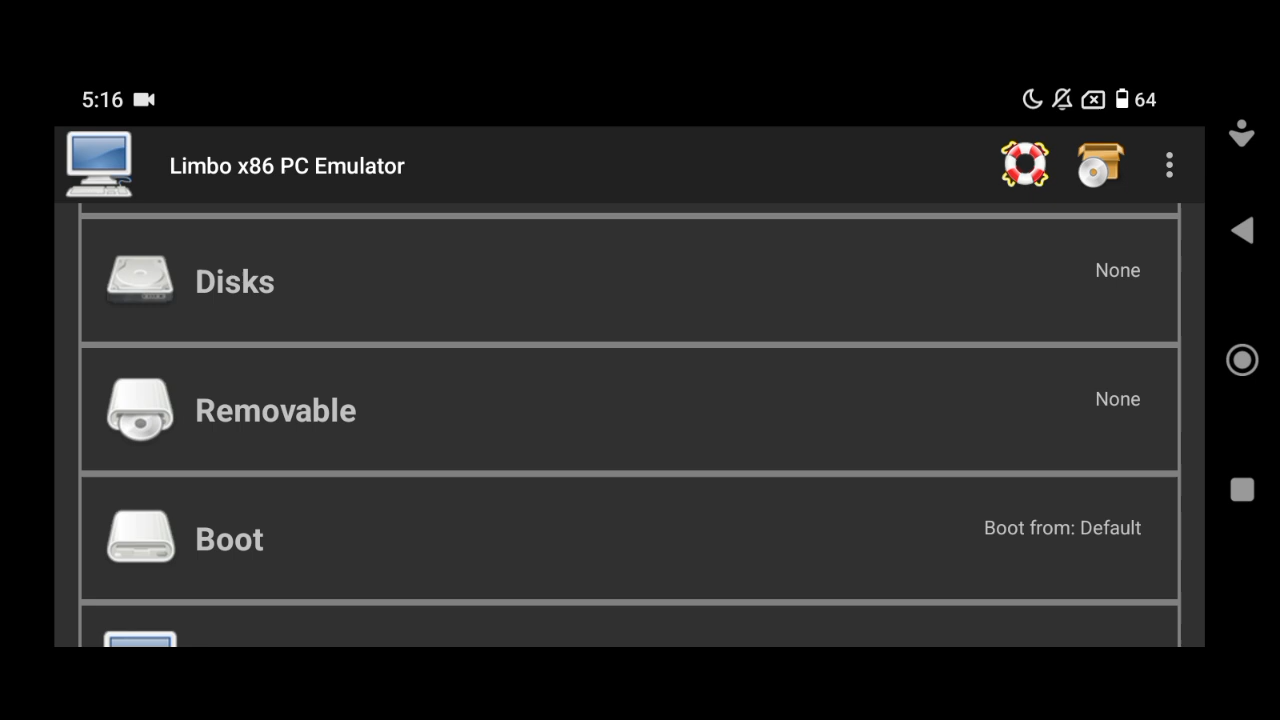 5:16
64
Limbo x86 PC Emulator
Disks
None
Removable
None
Boot
Boot from: Default